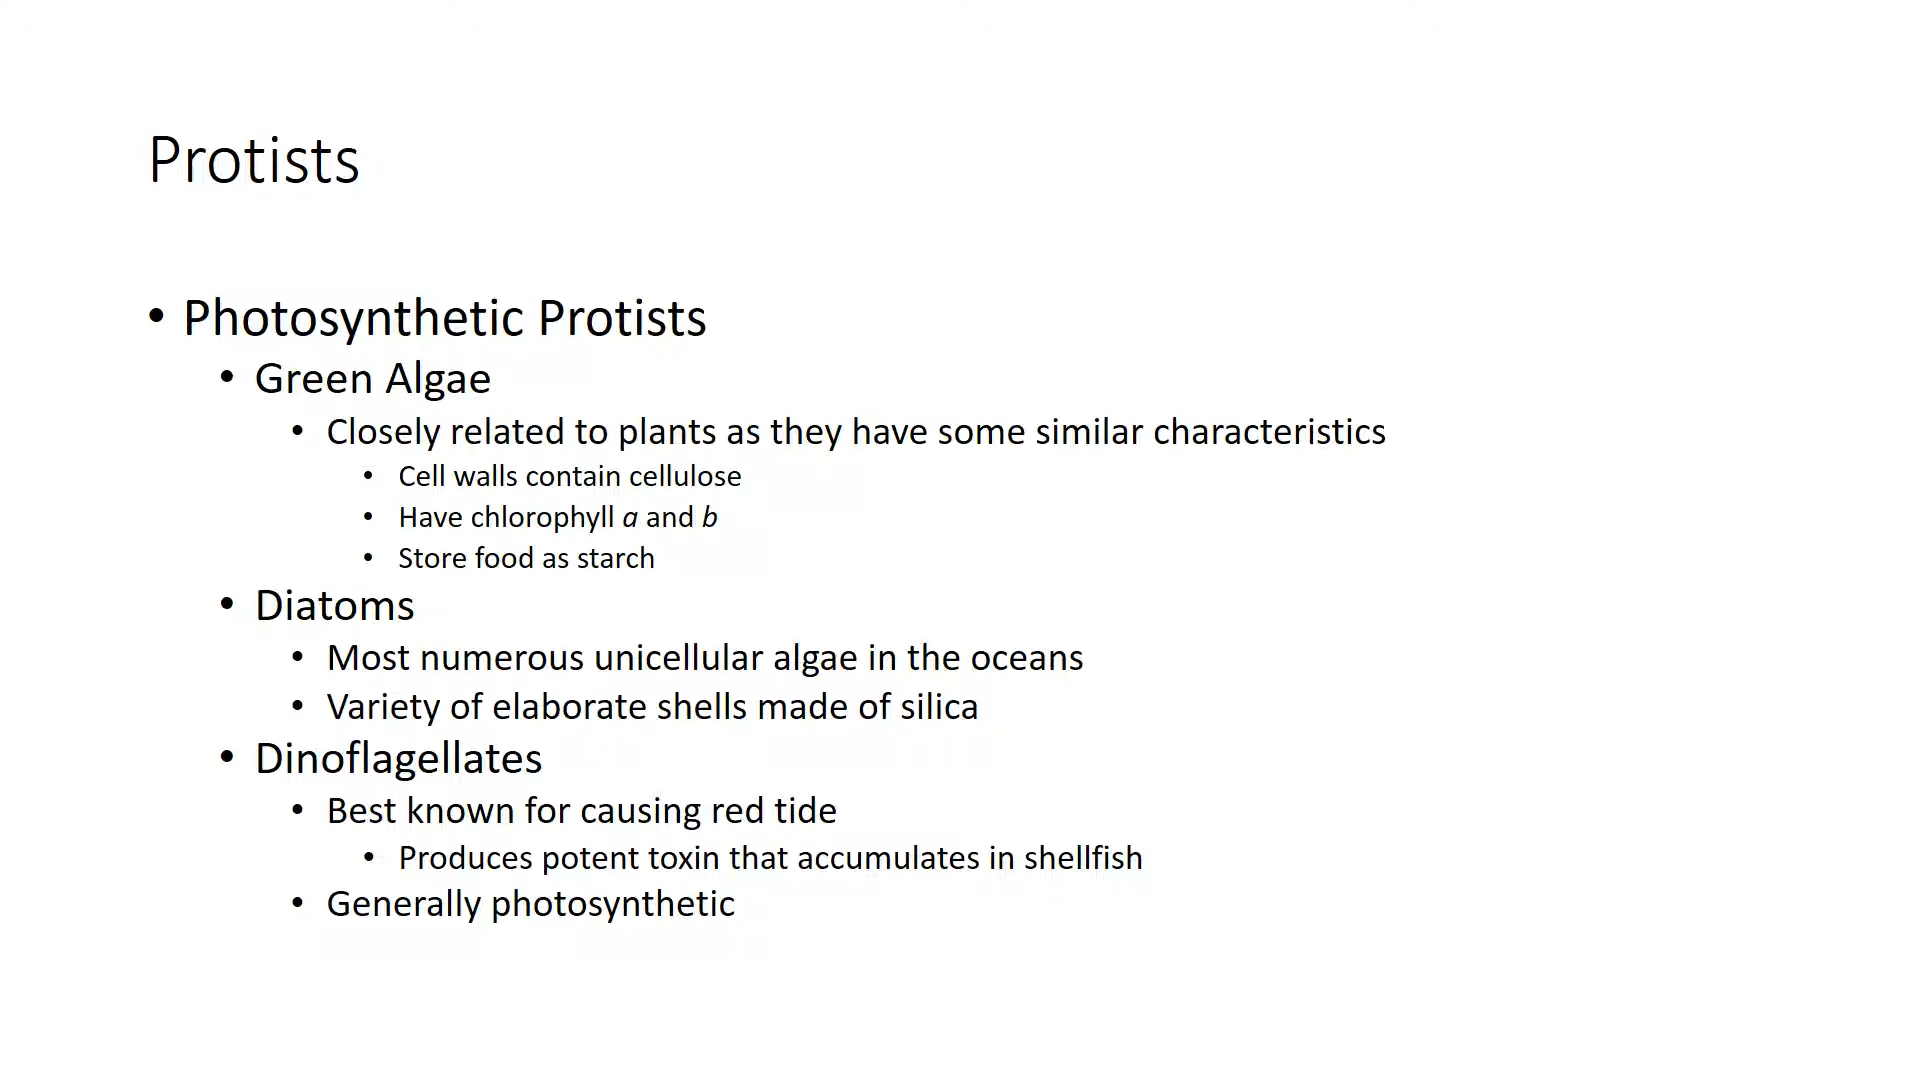 Protists
• Photosynthetic Protists
• Green Algae
• Closely related to plants as they have some similar characteristics
• Cell walls contain cellulose
• Have chlorophyll a and b
• Store food as starch
• Diatoms
• Most numerous unicellular algae in the oceans
• Variety of elaborate shells made of silica
• Dinoflagellates
• Best known for causing red tide
• Produces potent toxin that accumulates in shellfish
• Generally photosynthetic